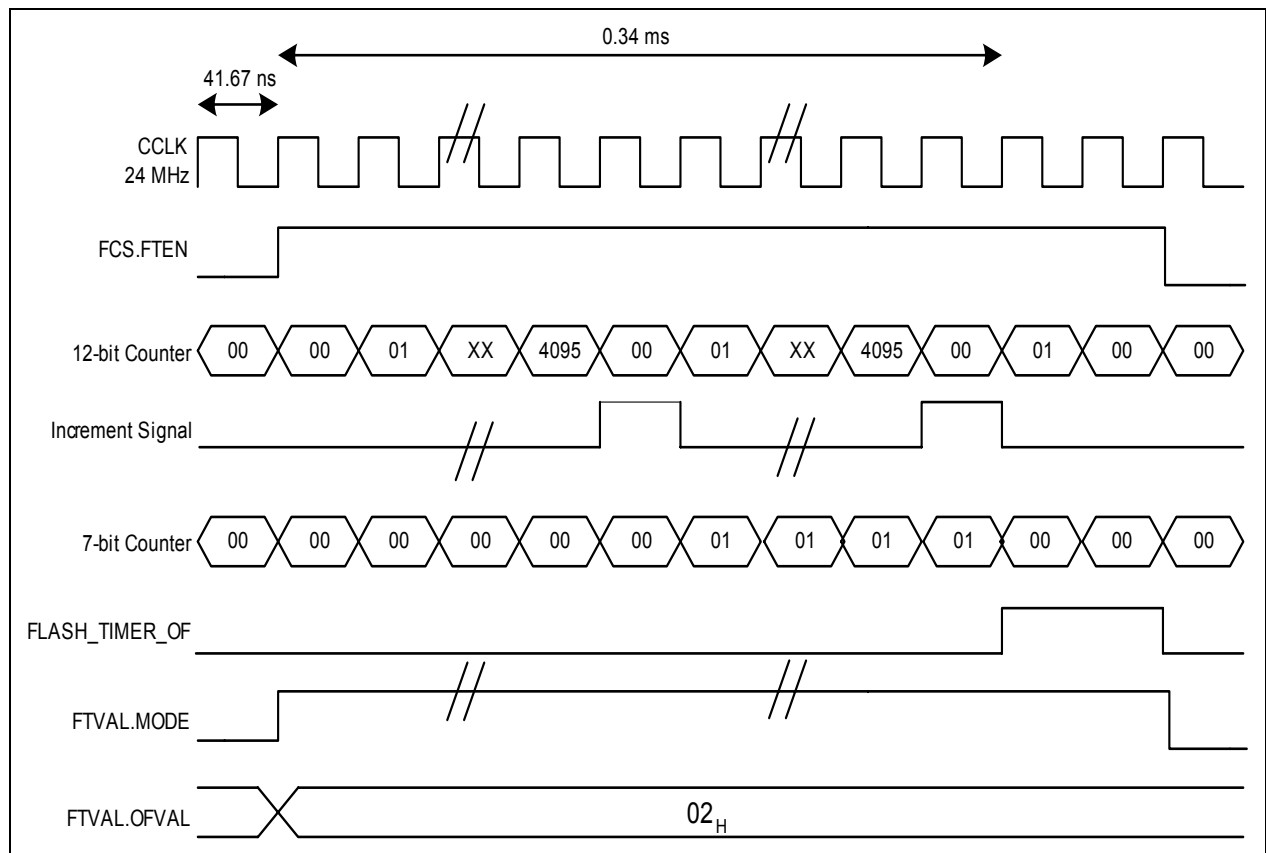 0.34 ms
41.67 ns
CCLK
24 MHz
FCS.FTEN
12-bit Counter 00 00 01 XX 4095 00 01 XX 4095 00 01 00 00
Increment Signal
7-bit Counter 00 00 00 00 00 00 01 01 01 01 00 00 00
FLASH_TIMER_OF
FTVAL.MODE
FTVAL.OFVAL 02H